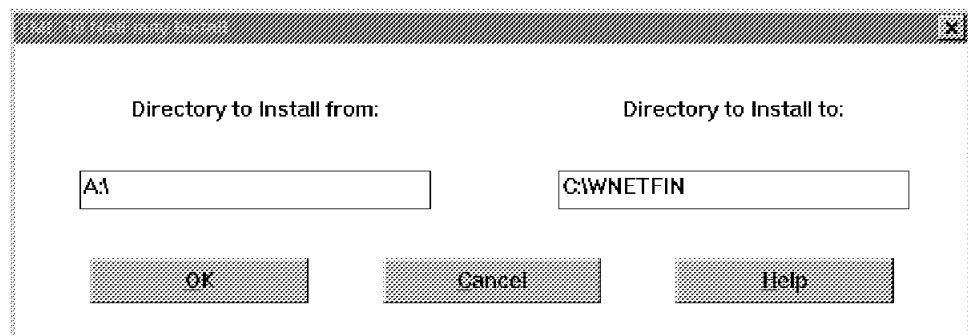 Directory to Install from:
Directory to Install to:
A:\
C:\WNETFIN
OK
Cancel
Help